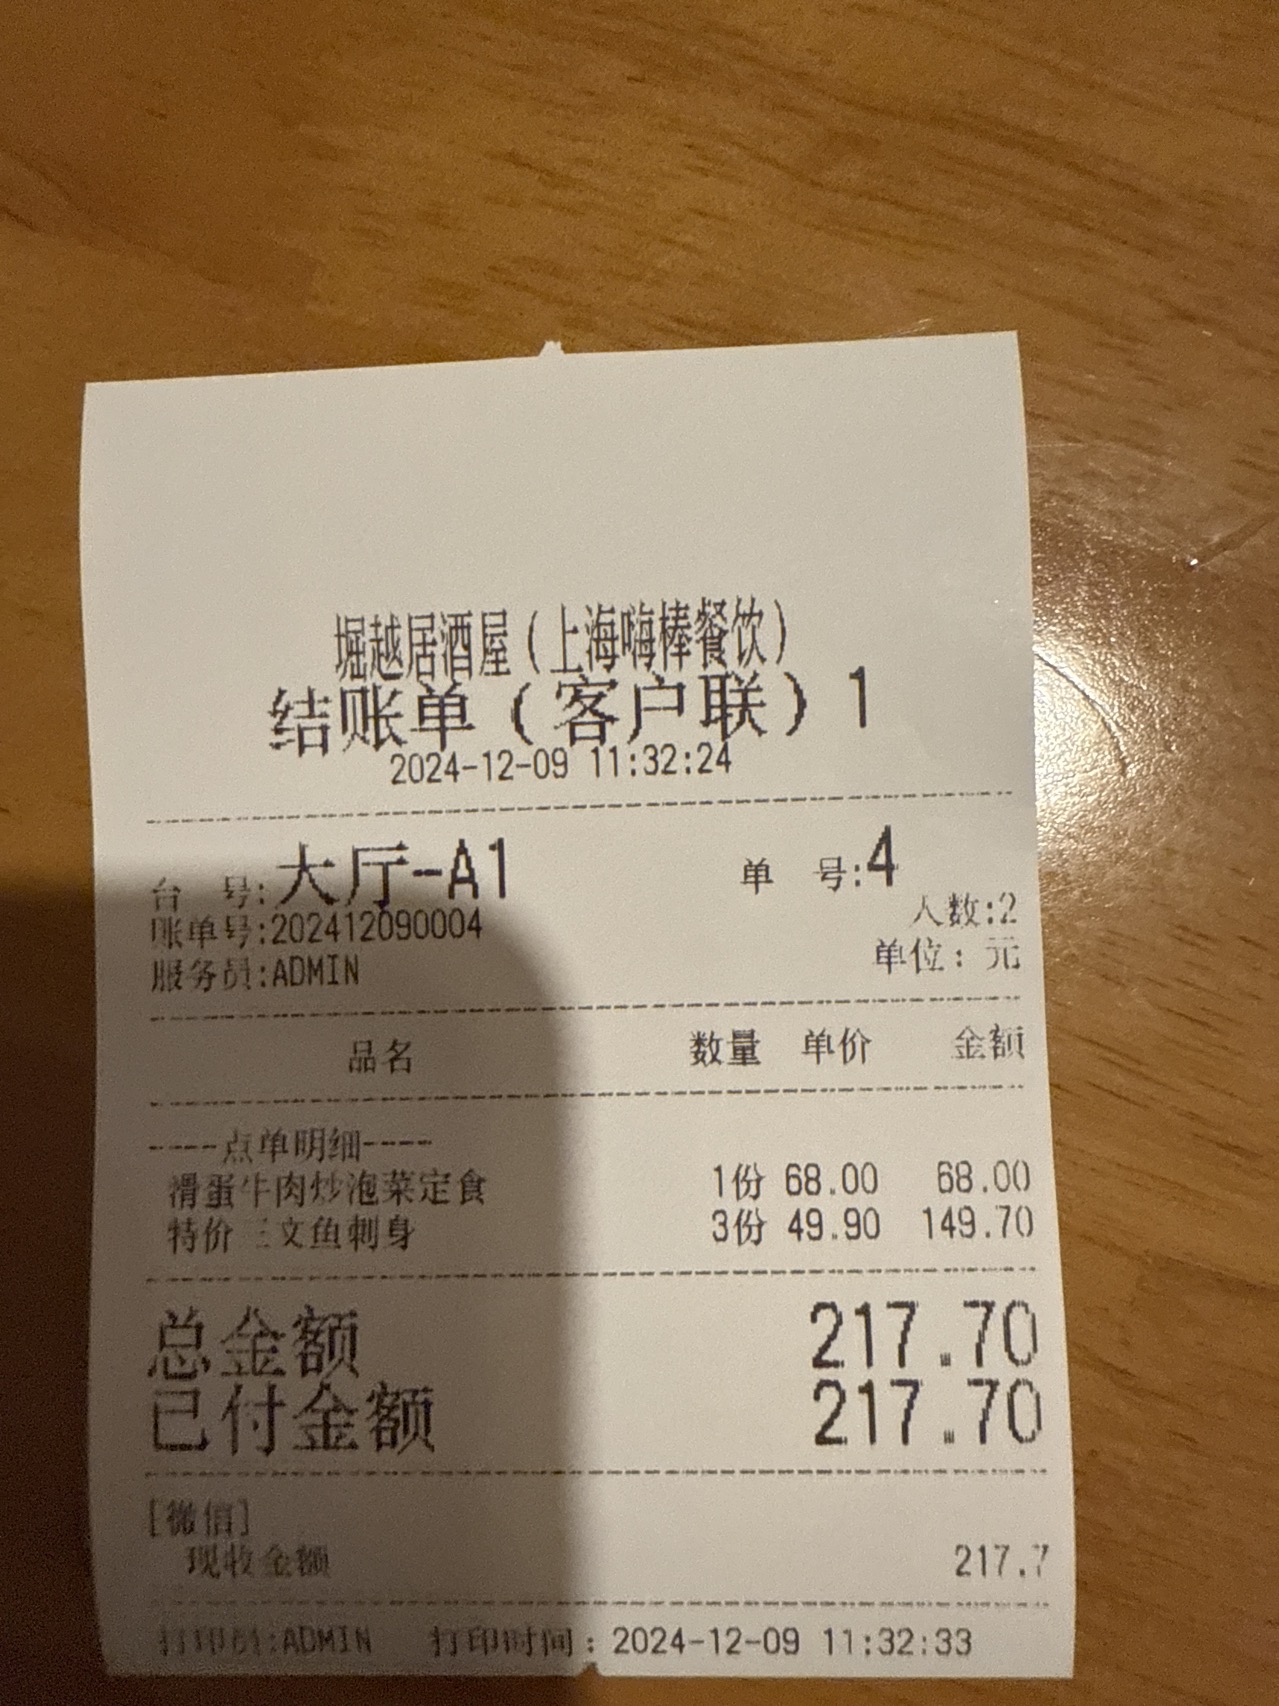 堀越居酒屋(上海嗨棒餐饮)
结账单(客户联)1
2024-12-09 11:32:24
台 号:大厅-A1 单 号:4
人数:2
账单号:202412090004
单位:元
服务员:ADMIN
品名 数量 单价 金额
----点单明细----
滑蛋牛肉炒泡菜定食 1份 68.00 68.00
特价三文鱼刺身 3份 49.90 149.70
总金额 217.70
已付金额 217.70
[微信]
现收金额 217.7
打印员:ADMIN 打印时间:2024-12-09 11:32:33